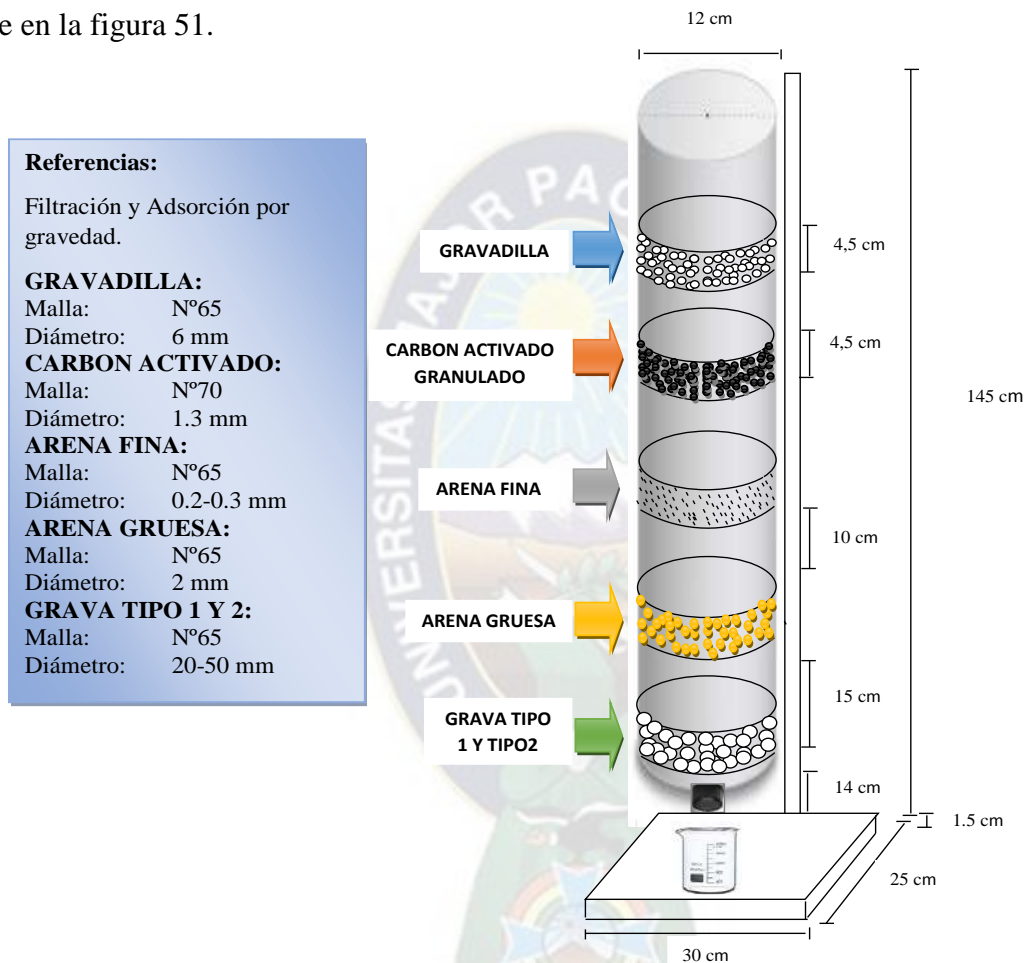 e en la figura 51.
12 cm
Referencias:
Filtración y Adsorción por
gravedad.
GRAVADILLA:
Malla: Nº65
Diámetro: 6 mm
CARBON ACTIVADO:
Malla: Nº70
Diámetro: 1.3 mm
ARENA FINA:
Malla: Nº65
Diámetro: 0.2-0.3 mm
ARENA GRUESA:
Malla: Nº65
Diámetro: 2 mm
GRAVA TIPO 1 Y 2:
Malla: Nº65
Diámetro: 20-50 mm
GRAVADILLA
4,5 cm
CARBON ACTIVADO
GRANULADO
4,5 cm
145 cm
ARENA FINA
10 cm
ARENA GRUESA
15 cm
GRAVA TIPO
1 Y TIPO2
14 cm
1.5 cm
25 cm
30 cm